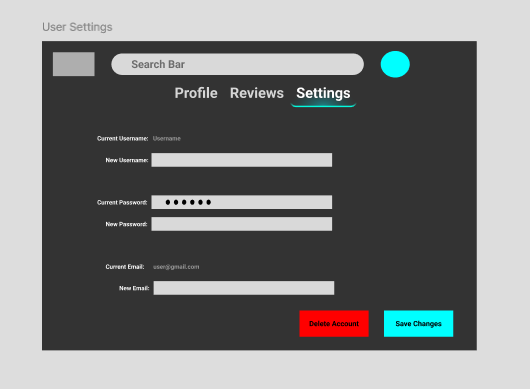 User Settings
Search Bar
Profile Reviews Settings
Current Username: Username
New Username:
Current Password: ●●●●●●
New Password:
Current Email: user@gmail.com
New Email:
Delete Account Save Changes